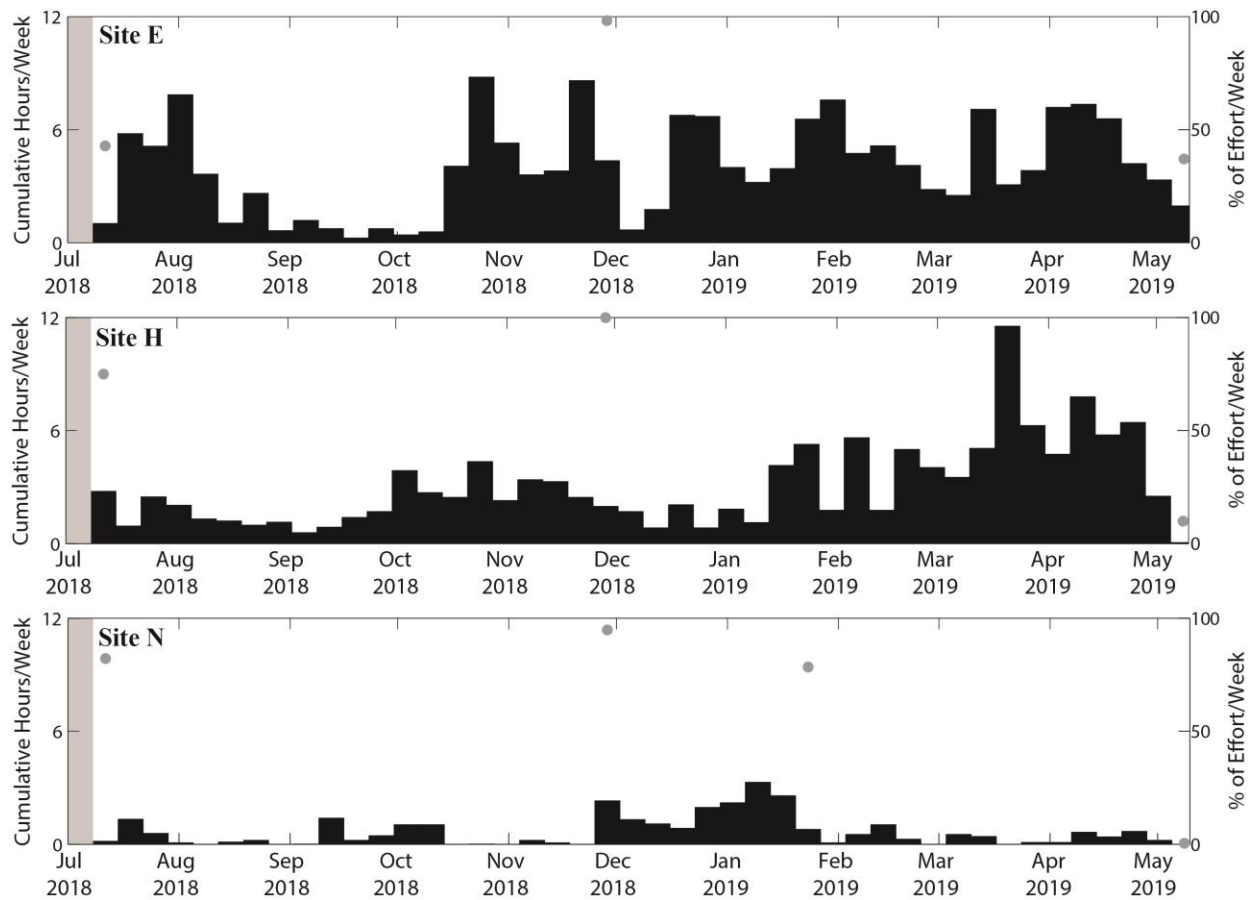 Site E
Cumulative Hours/Week
% of Effort/Week
12
6
0
100
50
0
Jul Aug Sep Oct Nov Dec Jan Feb Mar Apr May
2018 2018 2018 2018 2018 2018 2019 2019 2019 2019 2019
Site H
Cumulative Hours/Week
% of Effort/Week
12
6
0
100
50
0
Jul Aug Sep Oct Nov Dec Jan Feb Mar Apr May
2018 2018 2018 2018 2018 2018 2019 2019 2019 2019 2019
Site N
Cumulative Hours/Week
% of Effort/Week
12
6
0
100
50
0
Jul Aug Sep Oct Nov Dec Jan Feb Mar Apr May
2018 2018 2018 2018 2018 2018 2019 2019 2019 2019 2019